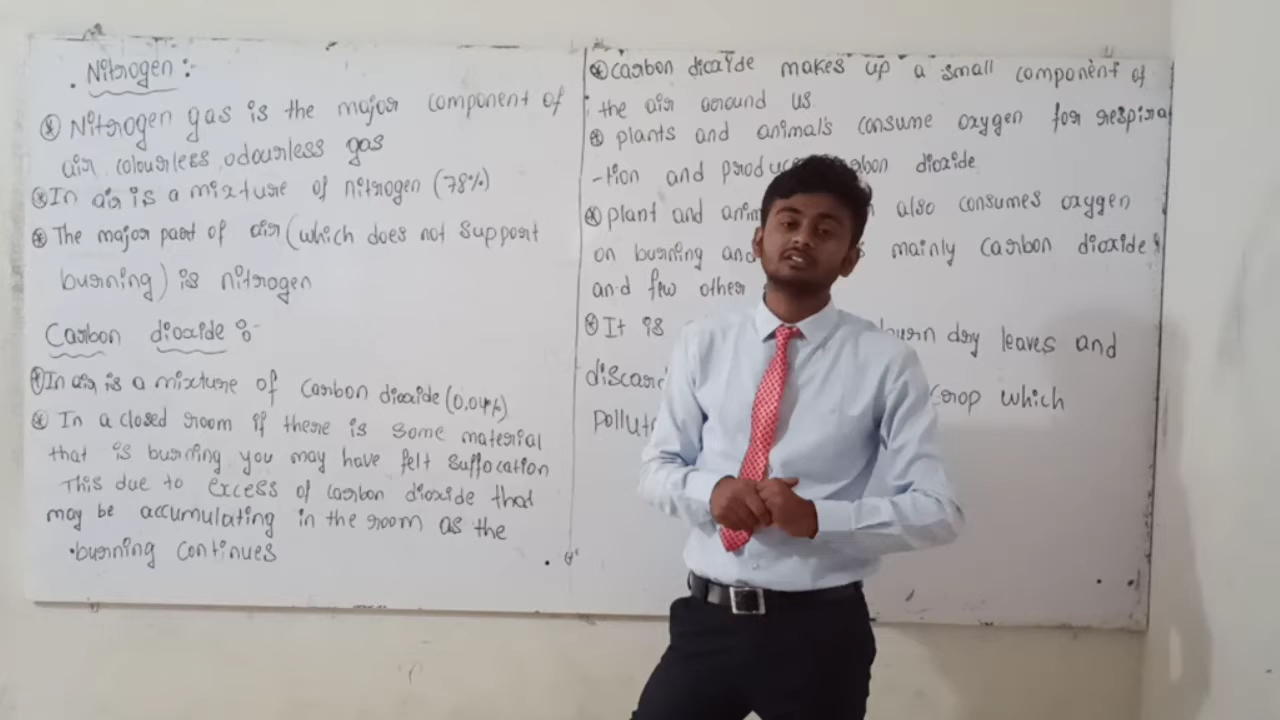 Nitrogen :-
Nitrogen gas is the major component of
air, colourless, odourless gas
In air is a mixture of nitrogen (78%)
The major part of air (which does not support
burning) is nitrogen
Carbon dioxide :-
In air, is a mixture of carbon dioxide (0.04%)
In a closed room if there is some material
that is burning you may have felt suffocation
This due to excess of carbon dioxide that
may be accumulating in the room as the
burning continues
carbon dioxide makes up a small component of
the air around us
plants and animals consume oxygen for respira
-tion and produce dioxide
plant and also consumes oxygen
on burning and mainly carbon dioxide
and few other
It is burn dry leaves and
crop which